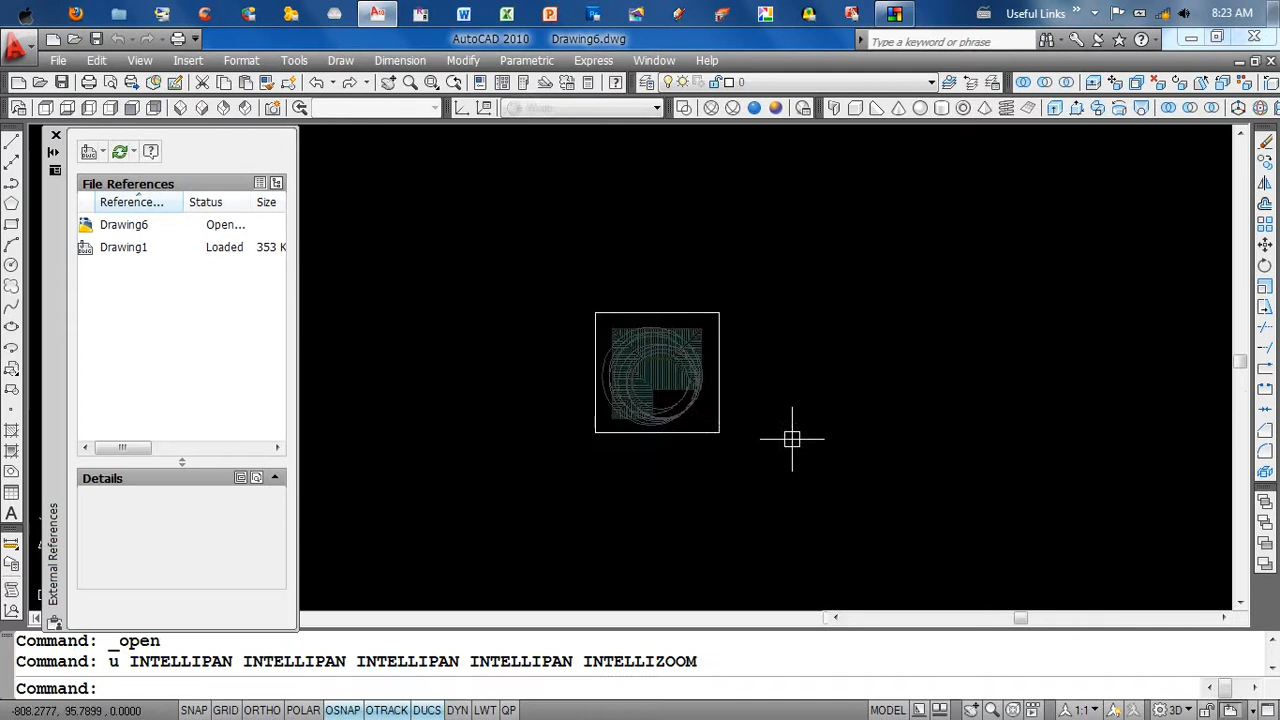 Useful Links
8:23 AM
AutoCAD 2010 Drawing6.dwg
Type a keyword or phrase
File Edit View Insert Format Tools Draw Dimension Modify Parametric Express Window Help
0
File References
Reference... Status Size
Drawing6 Open...
Drawing1 Loaded 353 K
Details
External References
Command: _open
Command: u INTELLIPAN INTELLIPAN INTELLIPAN INTELLIPAN INTELLIZOOM
Command:
-808.2777, 95.7899, 0.0000 SNAP GRID ORTHO POLAR OSNAP OTRACK DUCS DYN LWT QP MODEL 1:1 3D